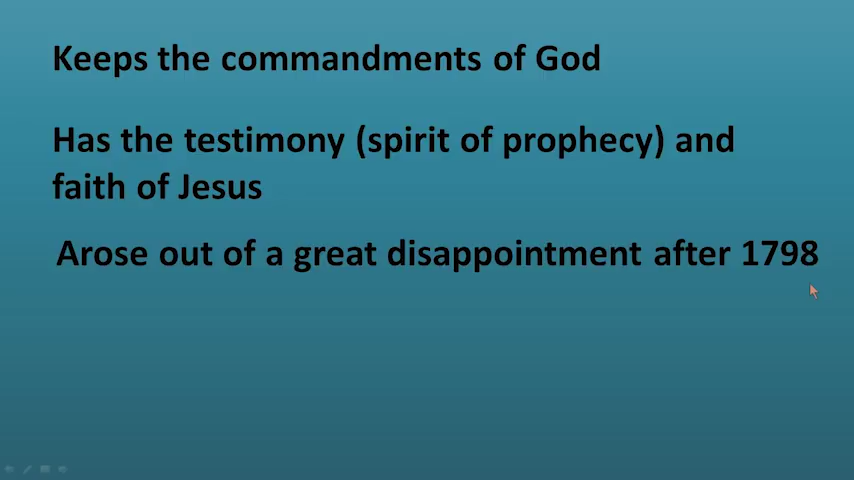 Keeps the commandments of God
Has the testimony (spirit of prophecy) and
faith of Jesus
Arose out of a great disappointment after 1798